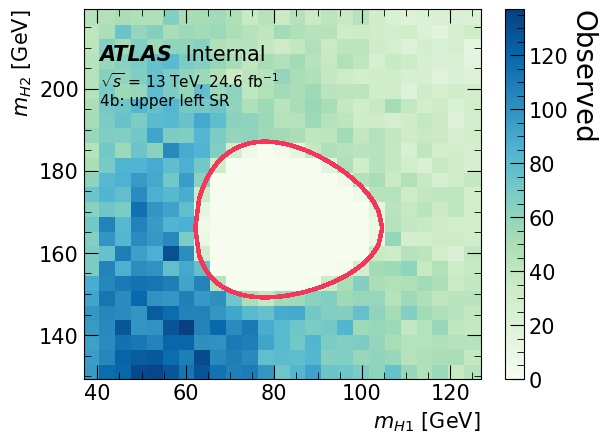 ATLAS Internal
√s = 13 TeV, 24.6 fb⁻¹
4b: upper left SR
m_H2 [GeV]
200
180
160
140
40 60 80 100 120
m_H1 [GeV]
120
100
80
60
40
20
0
Observed